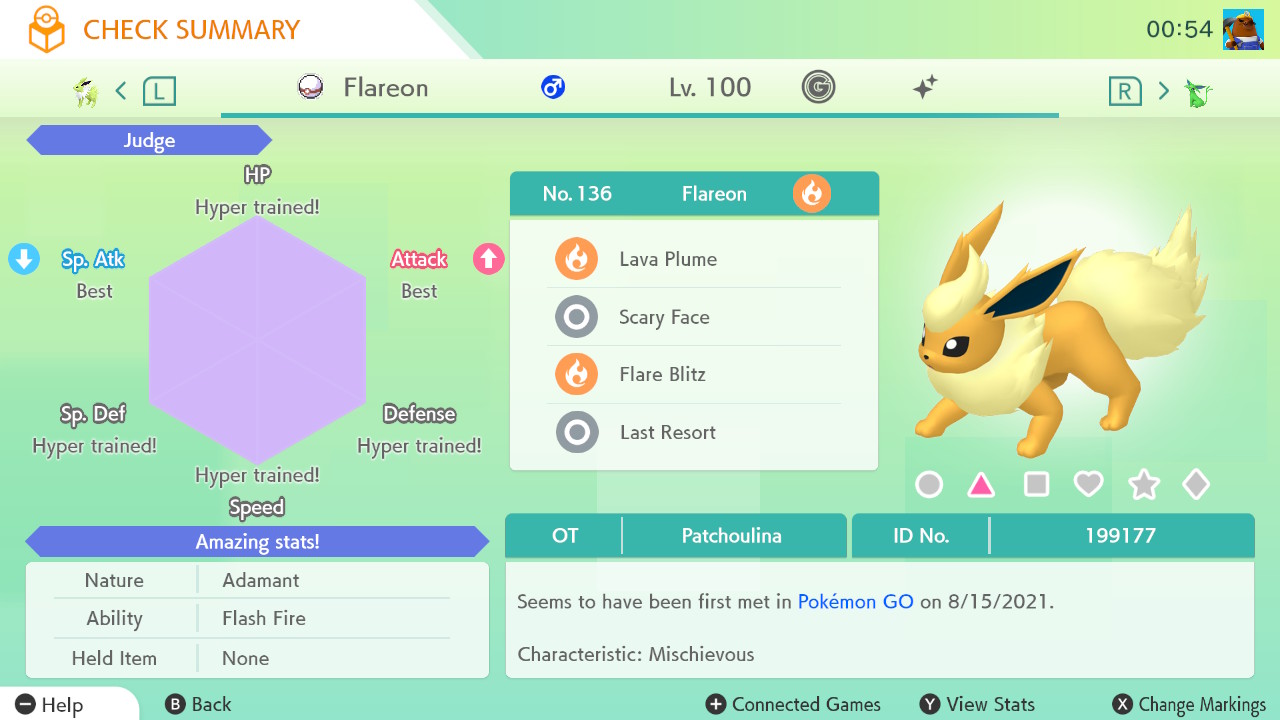 CHECK SUMMARY
00:54
L
Flareon
Lv. 100
G
R
Judge
HP
Hyper trained!
Sp. Atk
Best
Attack
Best
Sp. Def
Hyper trained!
Defense
Hyper trained!
Hyper trained!
Speed
Amazing stats!
Nature Adamant
Ability Flash Fire
Held Item None
No. 136 Flareon
Lava Plume
Scary Face
Flare Blitz
Last Resort
OT Patchoulina ID No. 199177
Seems to have been first met in Pokémon GO on 8/15/2021.
Characteristic: Mischievous
Help
B Back
Connected Games
Y View Stats
X Change Markings